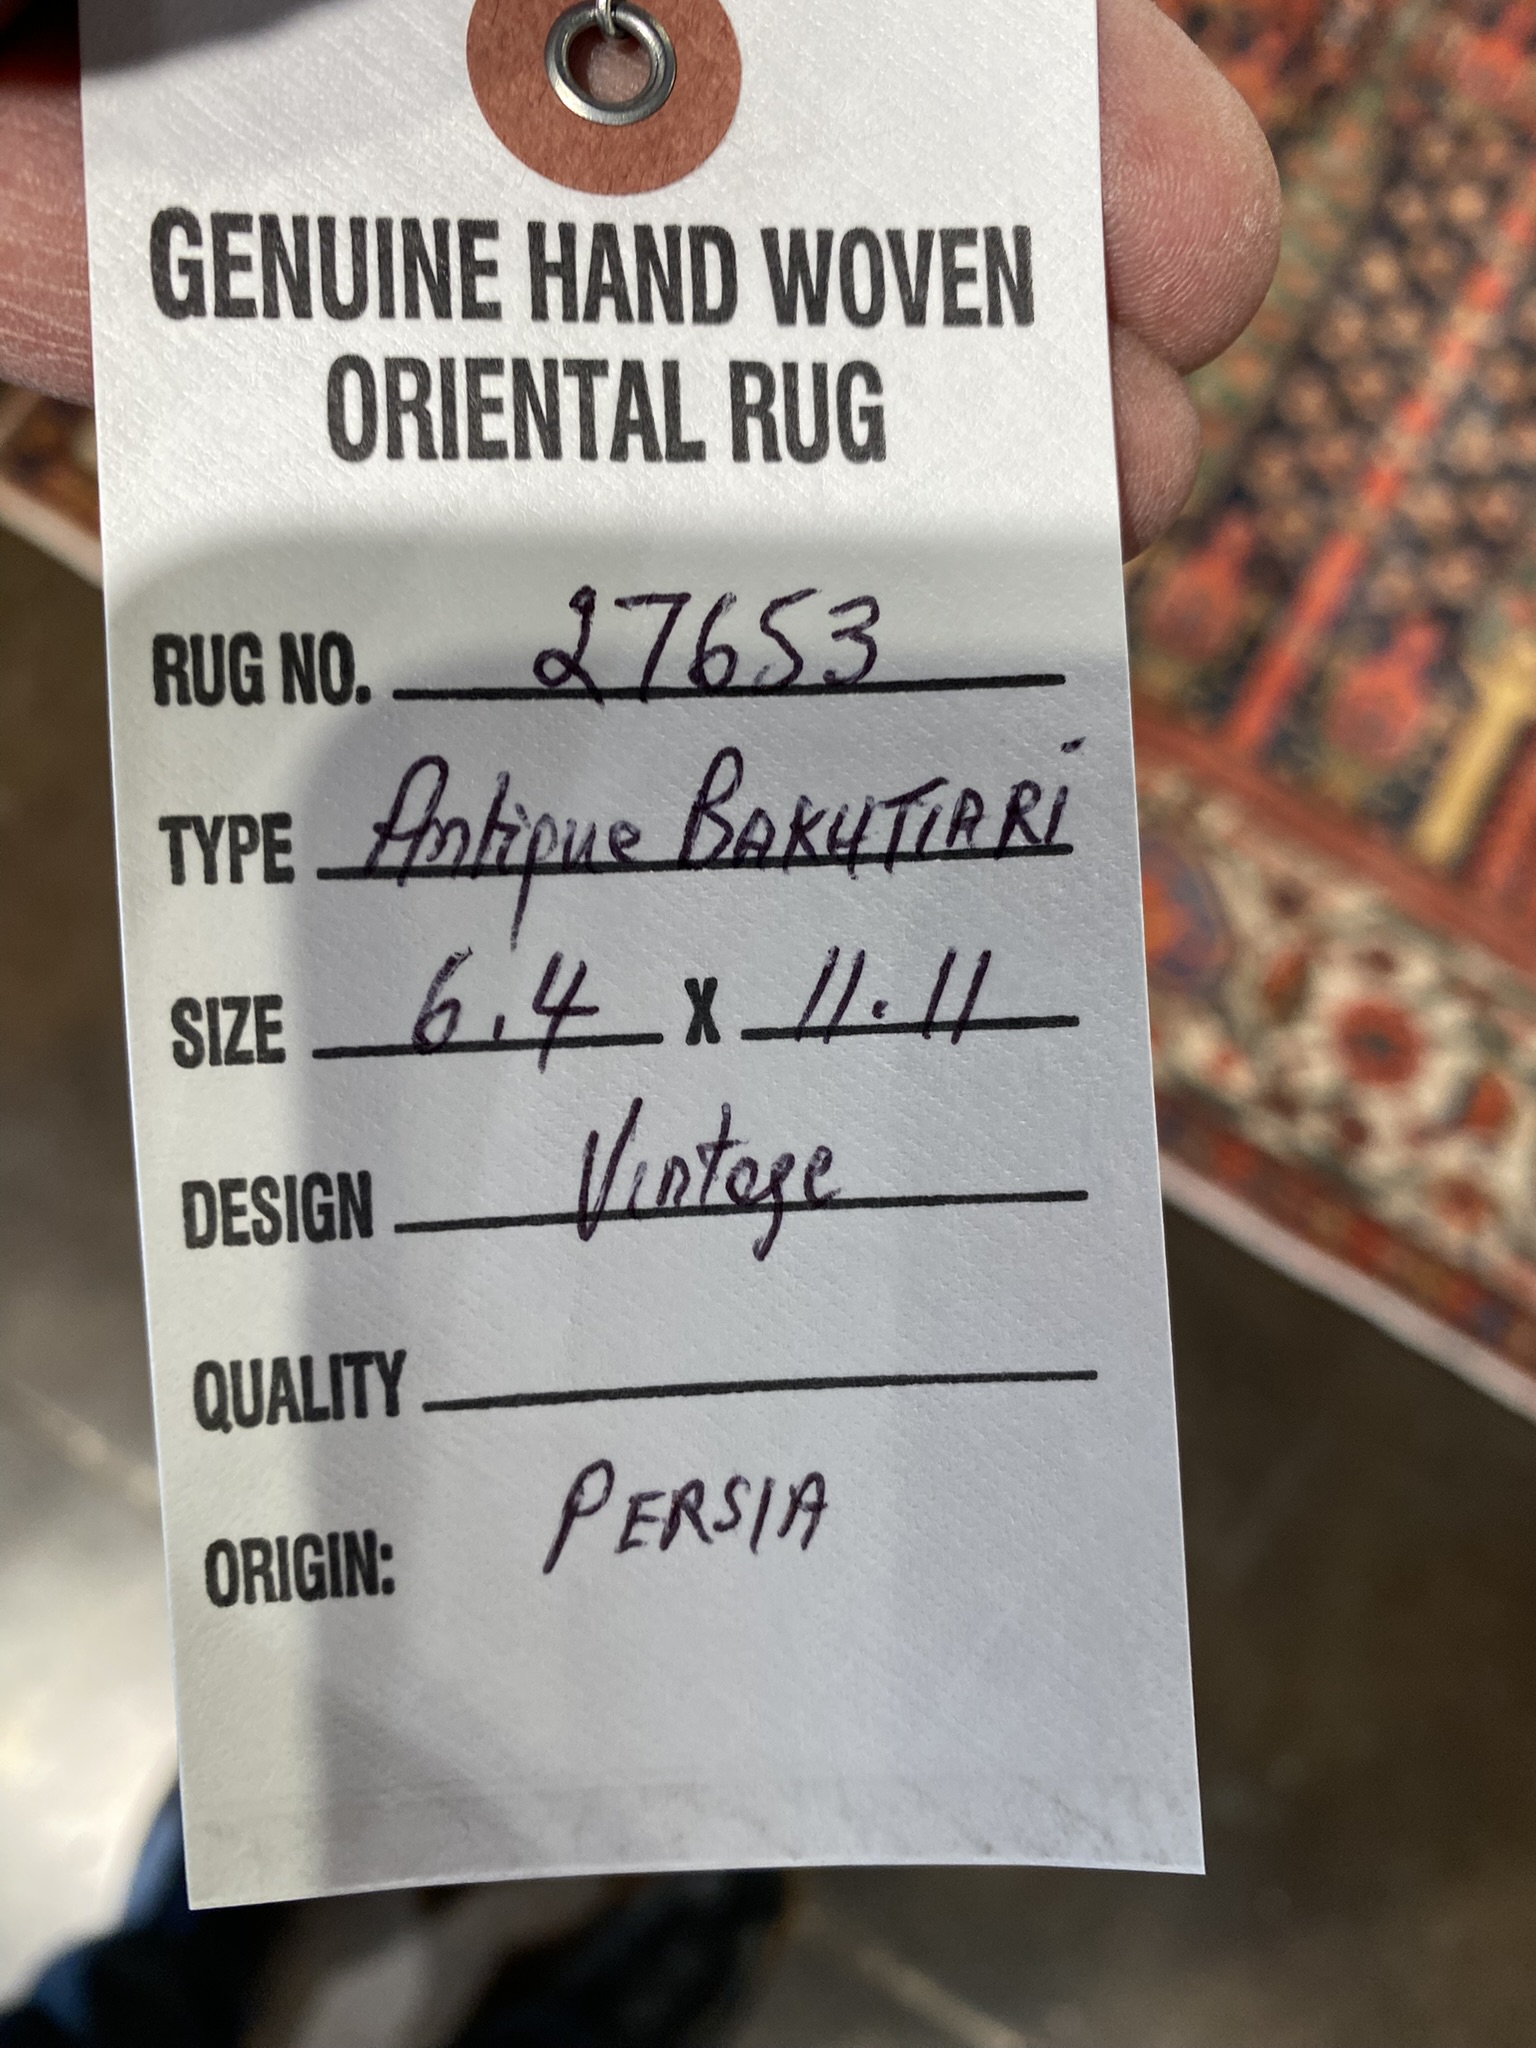 GENUINE HAND WOVEN
ORIENTAL RUG
RUG NO. 27653
TYPE Antique BAKHTIARI
SIZE 6.4 X 11.11
DESIGN Vintage
QUALITY
ORIGIN: PERSIA